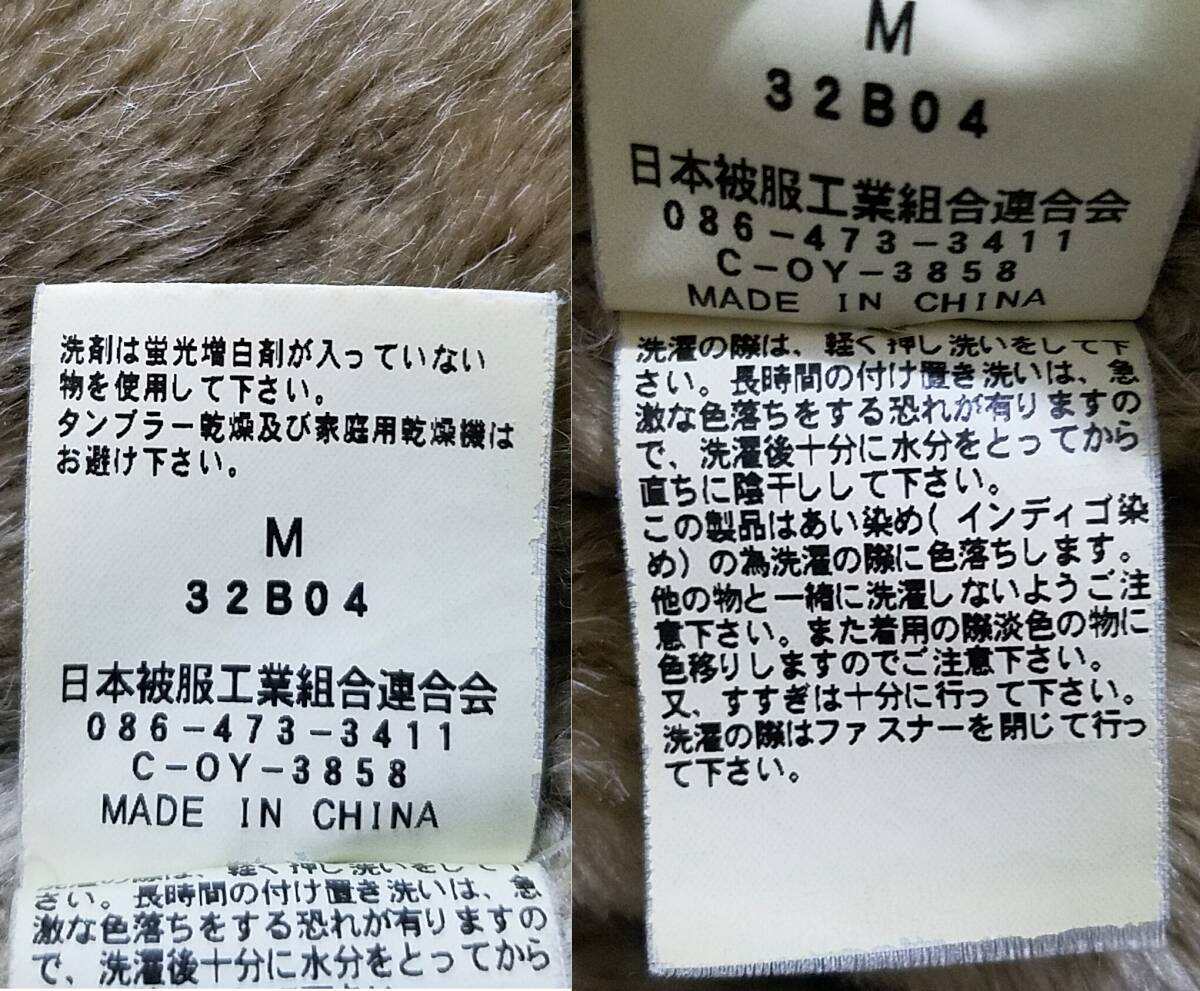 洗剤は蛍光増白剤が入っていない
物を使用して下さい。
タンブラー乾燥及び家庭用乾燥機は
お避け下さい。
M
32B04
日本被服工業組合連合会
086-473-3411
C-OY-3858
MADE IN CHINA
軽く押し洗いをして下
さい。長時間の付け置き洗いは、急
激な色落ちをする恐れが有りますの
で、洗濯後十分に水分をとってから
M
32B04
日本被服工業組合連合会
086-473-3411
C-OY-3858
MADE IN CHINA
洗濯の際は、軽く押し洗いをして下
さい。長時間の付け置き洗いは、急
激な色落ちをする恐れが有りますの
で、洗濯後十分に水分をとってから
直ちに陰干しして下さい。
この製品はあい染め(インディゴ染
め)の為洗濯の際に色落ちします。
他の物と一緒に洗濯しないようご注
意下さい。また着用の際淡色の物に
色移りしますのでご注意下さい。
又、すすぎは十分に行って下さい。
洗濯の際はファスナーを閉じて行っ
て下さい。